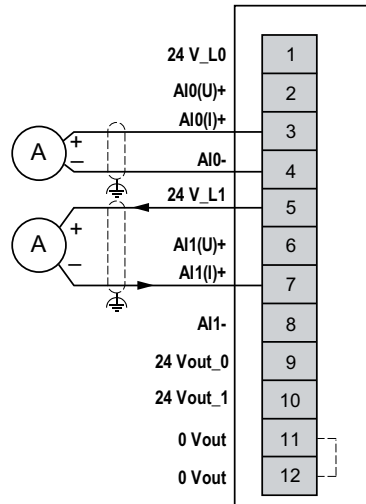 24 V_L0 1
AI0(U)+ 2
AI0(I)+ 3
A + −
AI0- 4
24 V_L1 5
A + −
AI1(U)+ 6
AI1(I)+ 7
AI1- 8
24 Vout_0 9
24 Vout_1 10
0 Vout 11
0 Vout 12